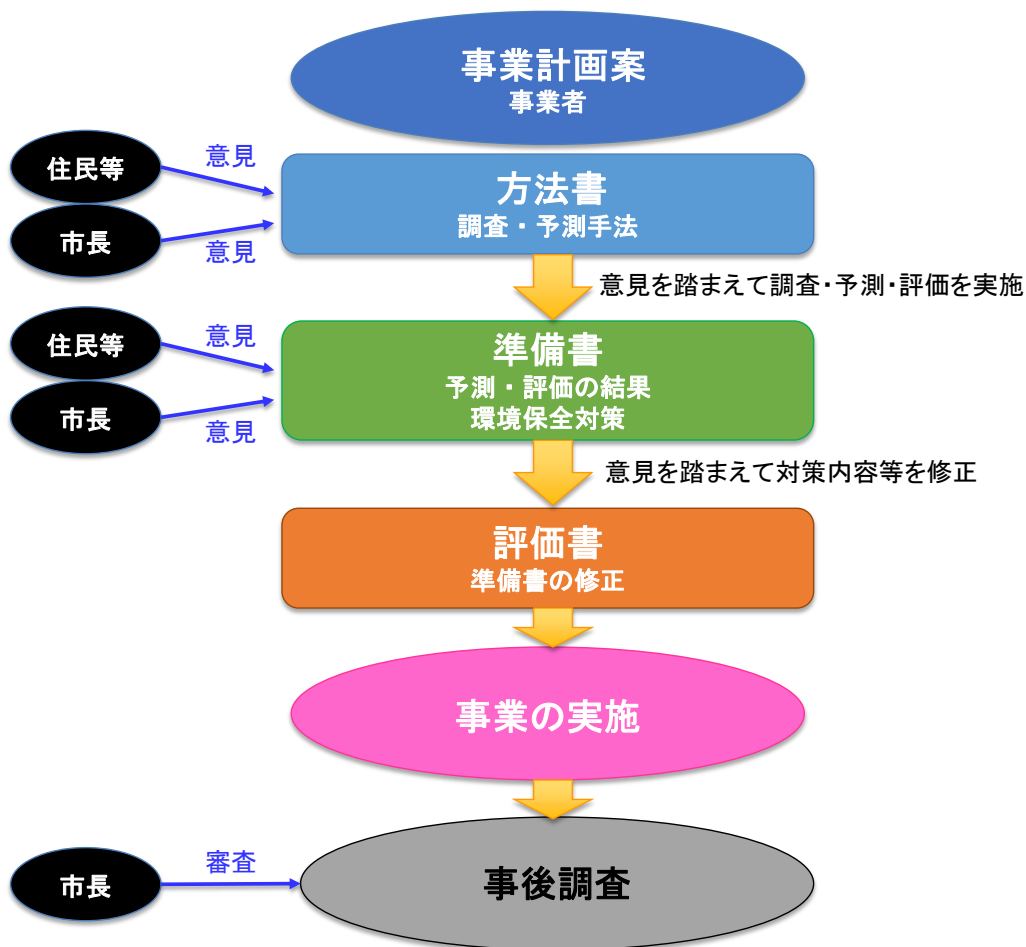 事業計画案
事業者
住民等
意見
市長
意見
方法書
調査・予測手法
意見を踏まえて調査・予測・評価を実施
住民等
意見
市長
意見
準備書
予測・評価の結果
環境保全対策
意見を踏まえて対策内容等を修正
評価書
準備書の修正
事業の実施
市長
審査
事後調査